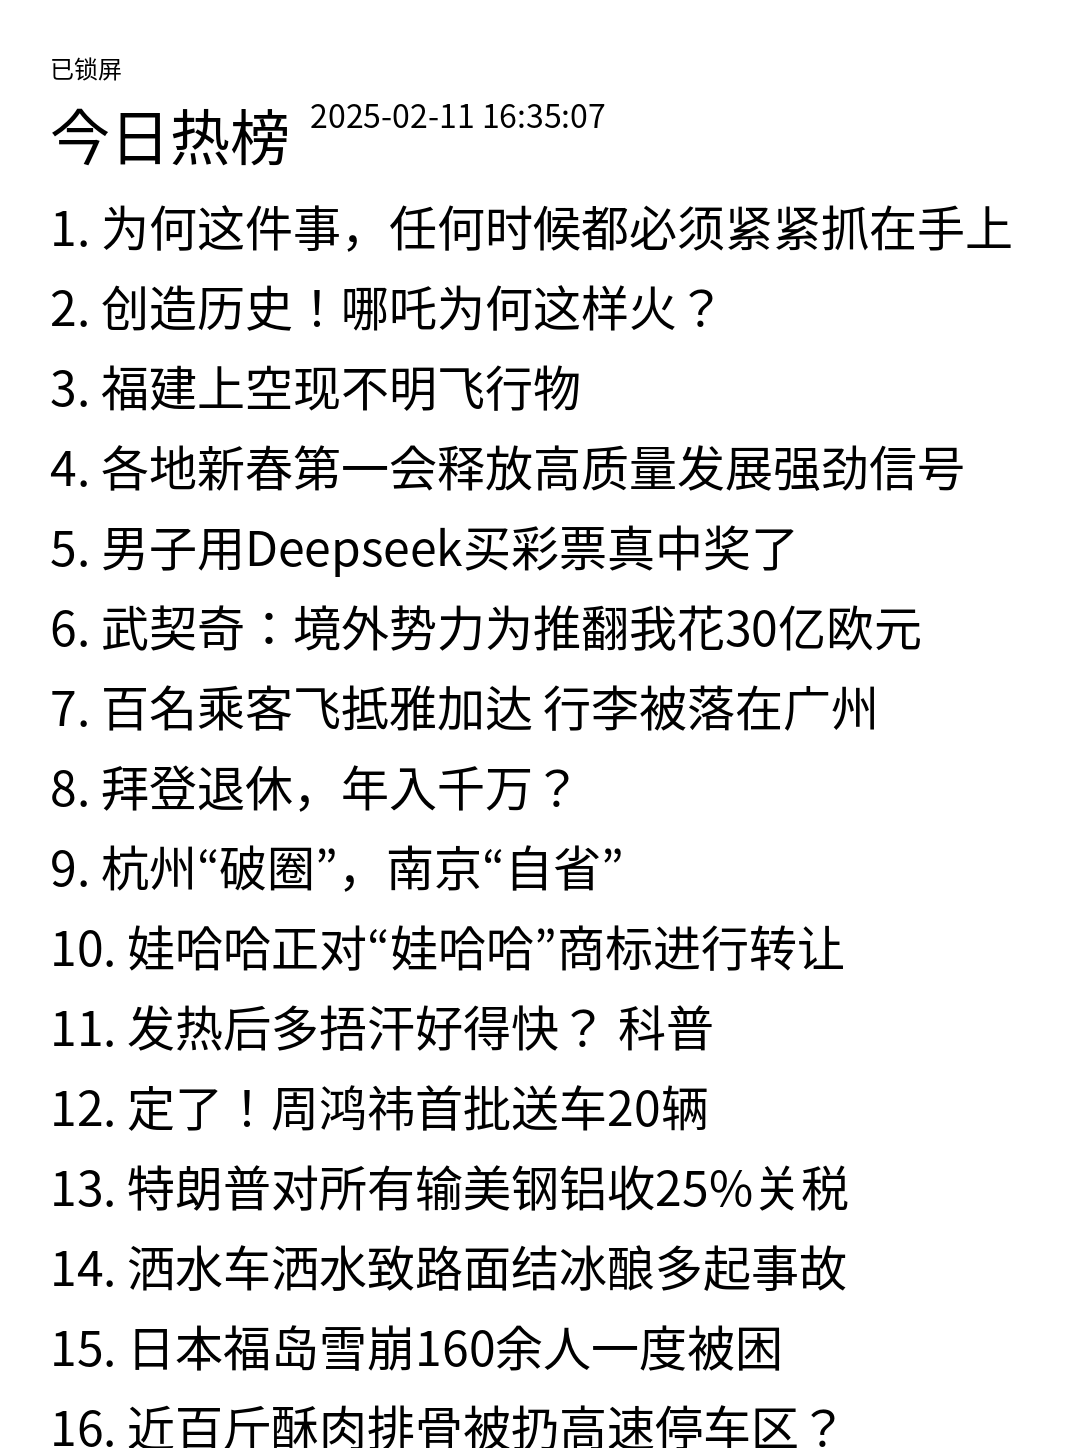 已锁屏
今日热榜 2025-02-11 16:35:07
1. 为何这件事，任何时候都必须紧紧抓在手上
2. 创造历史！哪吒为何这样火？
3. 福建上空现不明飞行物
4. 各地新春第一会释放高质量发展强劲信号
5. 男子用Deepseek买彩票真中奖了
6. 武契奇：境外势力为推翻我花30亿欧元
7. 百名乘客飞抵雅加达 行李被落在广州
8. 拜登退休，年入千万？
9. 杭州“破圈”，南京“自省”
10. 娃哈哈正对“娃哈哈”商标进行转让
11. 发热后多捂汗好得快？ 科普
12. 定了！周鸿祎首批送车20辆
13. 特朗普对所有输美钢铝收25%关税
14. 洒水车洒水致路面结冰酿多起事故
15. 日本福岛雪崩160余人一度被困
16. 近百斤酥肉排骨被扔高速停车区？